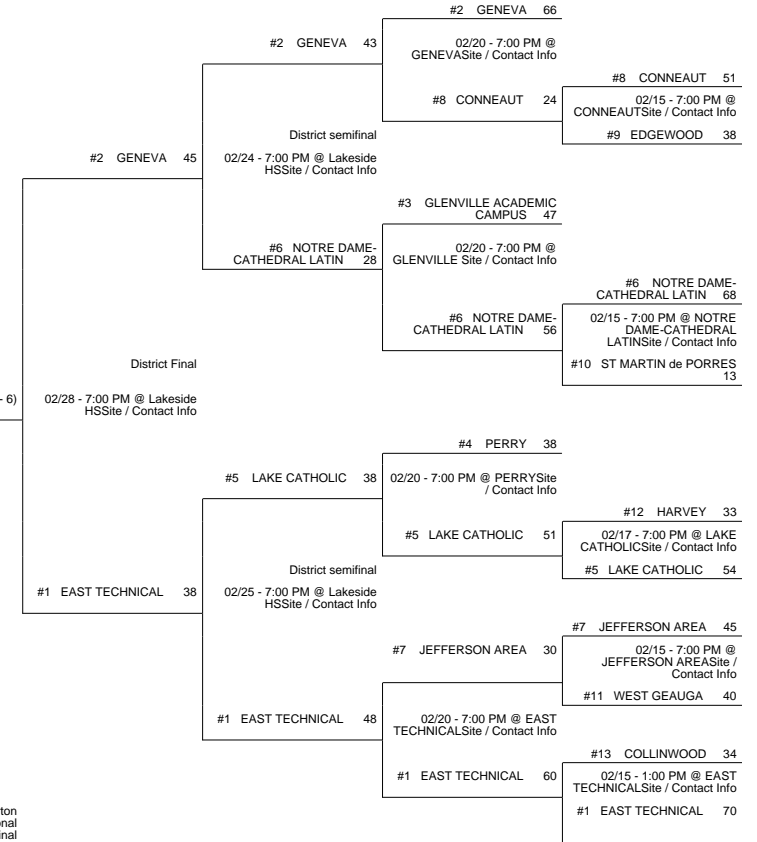 #2 GENEVA 66
#2 GENEVA 43
02/20 - 7:00 PM @
GENEVASite / Contact Info
#8 CONNEAUT 51
#8 CONNEAUT 24
02/15 - 7:00 PM @
CONNEAUTSite / Contact Info
#9 EDGEWOOD 38
District semifinal
#2 GENEVA 45
02/24 - 7:00 PM @ Lakeside
HSSite / Contact Info
#3 GLENVILLE ACADEMIC
CAMPUS 47
#6 NOTRE DAME-
CATHEDRAL LATIN 28
02/20 - 7:00 PM @
GLENVILLE Site / Contact Info
#6 NOTRE DAME-
CATHEDRAL LATIN 68
#6 NOTRE DAME-
CATHEDRAL LATIN 56
02/15 - 7:00 PM @ NOTRE
DAME-CATHEDRAL
LATINSite / Contact Info
#10 ST MARTIN de PORRES
13
District Final
- 6)
02/28 - 7:00 PM @ Lakeside
HSSite / Contact Info
#4 PERRY 38
#5 LAKE CATHOLIC 38
02/20 - 7:00 PM @ PERRYSite
/ Contact Info
#12 HARVEY 33
#5 LAKE CATHOLIC 51
02/17 - 7:00 PM @ LAKE
CATHOLICSite / Contact Info
#5 LAKE CATHOLIC 54
District semifinal
#1 EAST TECHNICAL 38
02/25 - 7:00 PM @ Lakeside
HSSite / Contact Info
#7 JEFFERSON AREA 45
#7 JEFFERSON AREA 30
02/15 - 7:00 PM @
JEFFERSON AREASite /
Contact Info
#11 WEST GEAUGA 40
#1 EAST TECHNICAL 48
02/20 - 7:00 PM @ EAST
TECHNICALSite / Contact Info
#13 COLLINWOOD 34
#1 EAST TECHNICAL 60
02/15 - 1:00 PM @ EAST
TECHNICALSite / Contact Info
#1 EAST TECHNICAL 70
ton
onal
inal